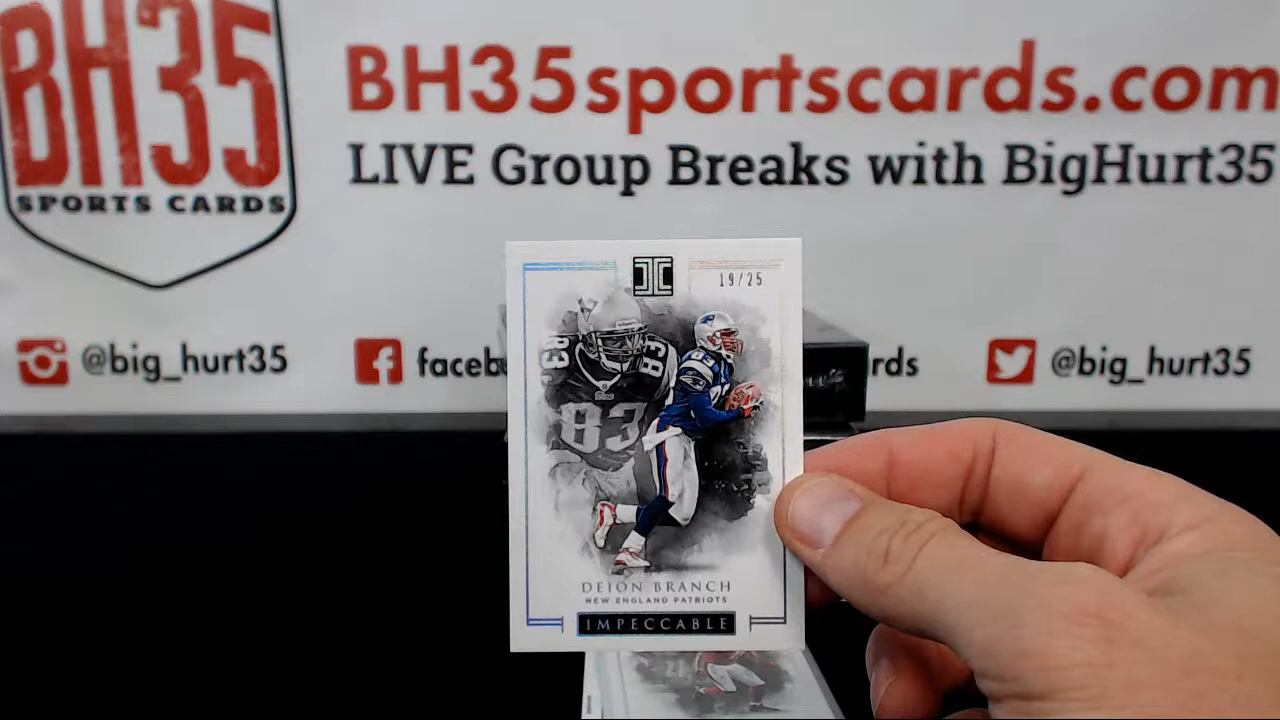 BH35
SPORTS CARDS
BH35sportscards.com
LIVE Group Breaks with BigHurt35
@big_hurt35
faceb
rds
@big_hurt35
19/25
83
83
83
DEION BRANCH
NEW ENGLAND PATRIOTS
IMPECCABLE